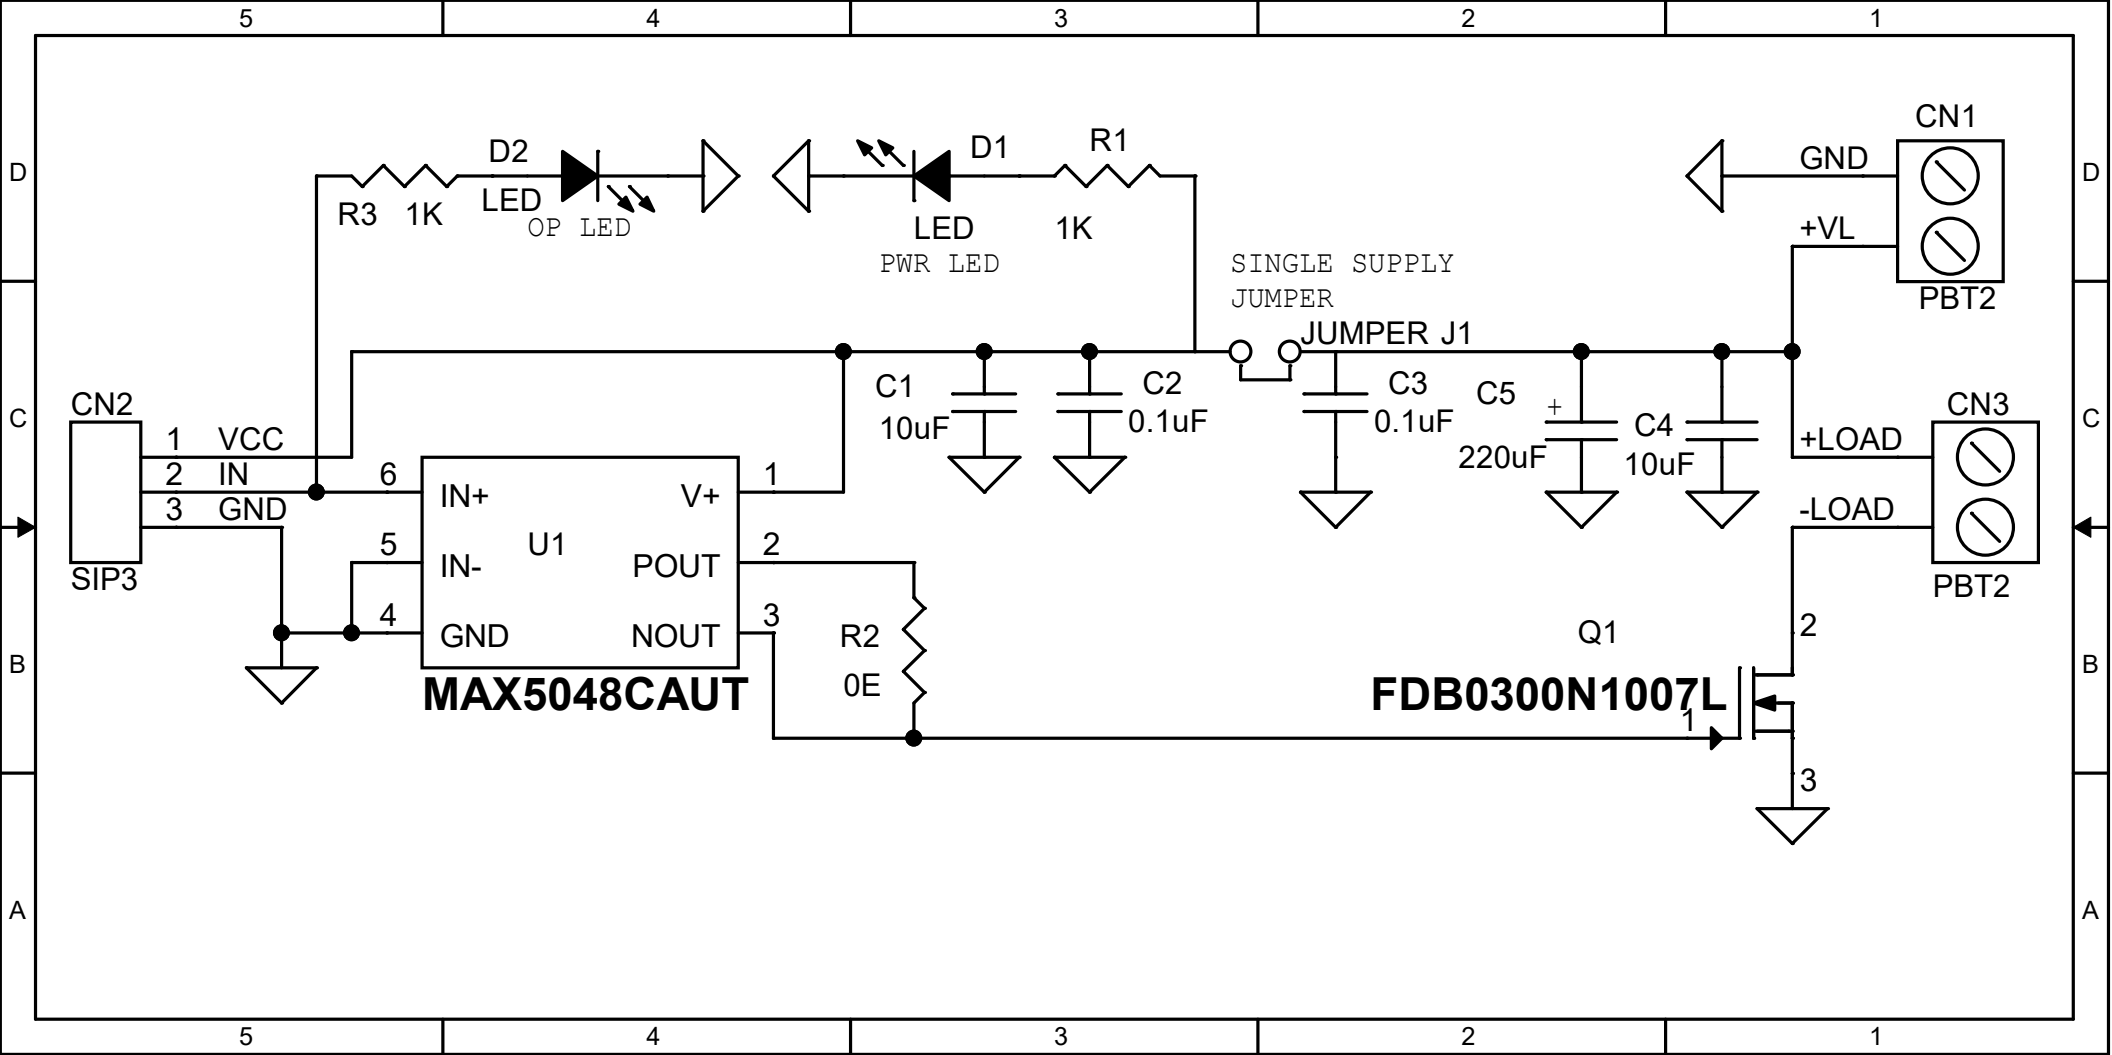 5 4 3 2 1
D D
C C
B B
A A
5 4 3 2 1
D2
LED
R3 1K
OP LED
D1
LED
PWR LED
R1
1K
SINGLE SUPPLY
JUMPER
JUMPER J1
CN1
GND
+VL
PBT2
CN2
1 VCC
2 IN
3 GND
SIP3
6 IN+
5 IN-
4 GND
U1
V+ 1
POUT 2
NOUT 3
MAX5048CAUT
C1
10uF
C2
0.1uF
C3
0.1uF
C5
+
220uF
C4
10uF
CN3
+LOAD
-LOAD
PBT2
R2
0E
Q1
FDB0300N1007L
1
2
3